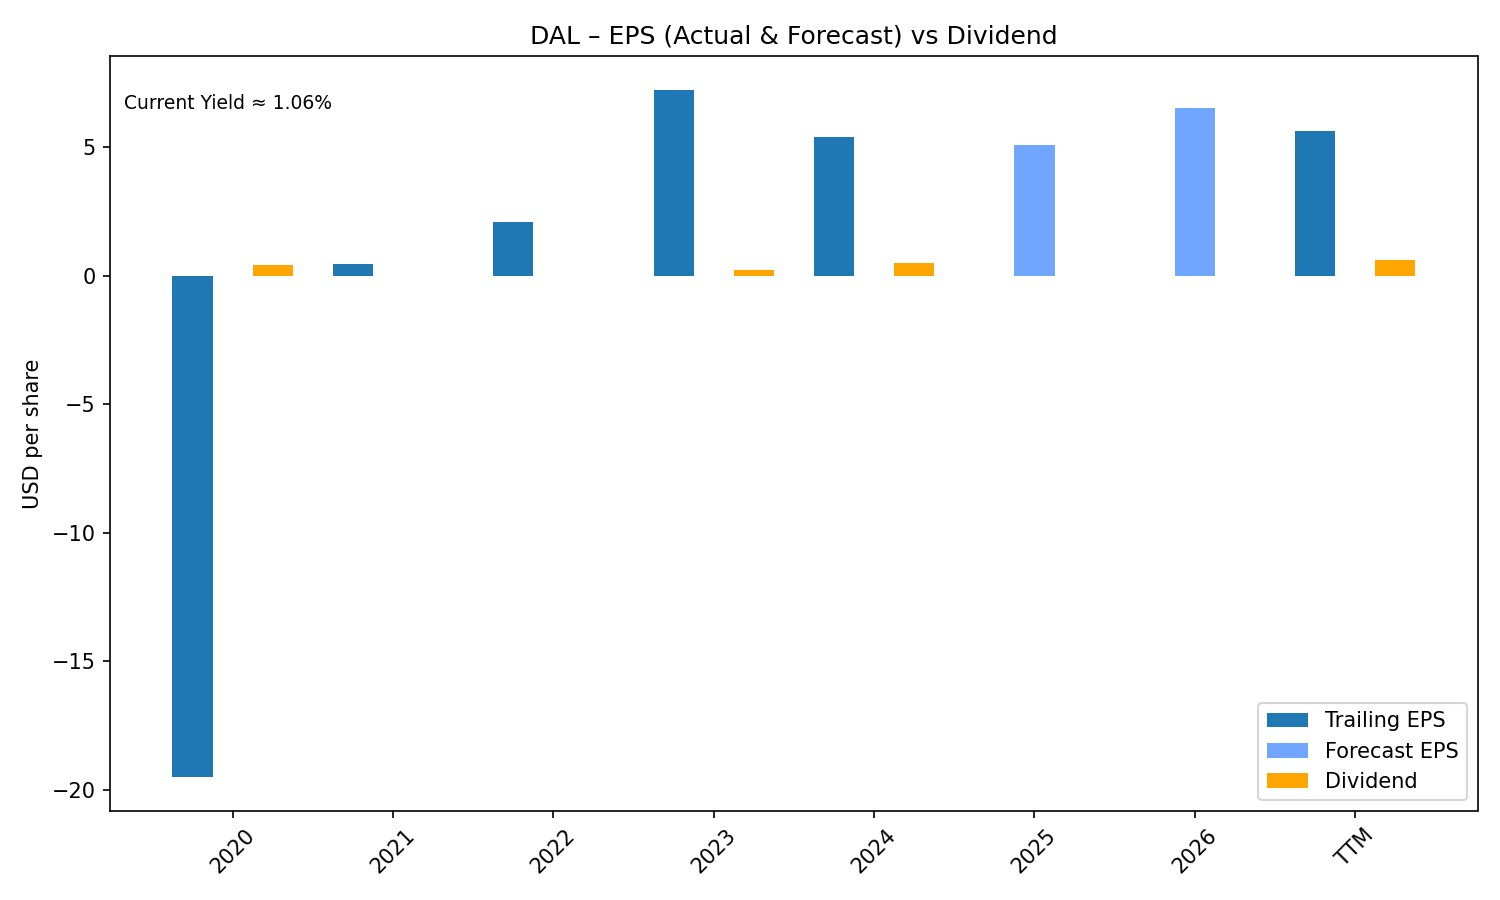 DAL – EPS (Actual & Forecast) vs Dividend
Current Yield ≈ 1.06%
USD per share
5
0
−5
−10
−15
−20
2020
2021
2022
2023
2024
2025
2026
TTM
Trailing EPS
Forecast EPS
Dividend